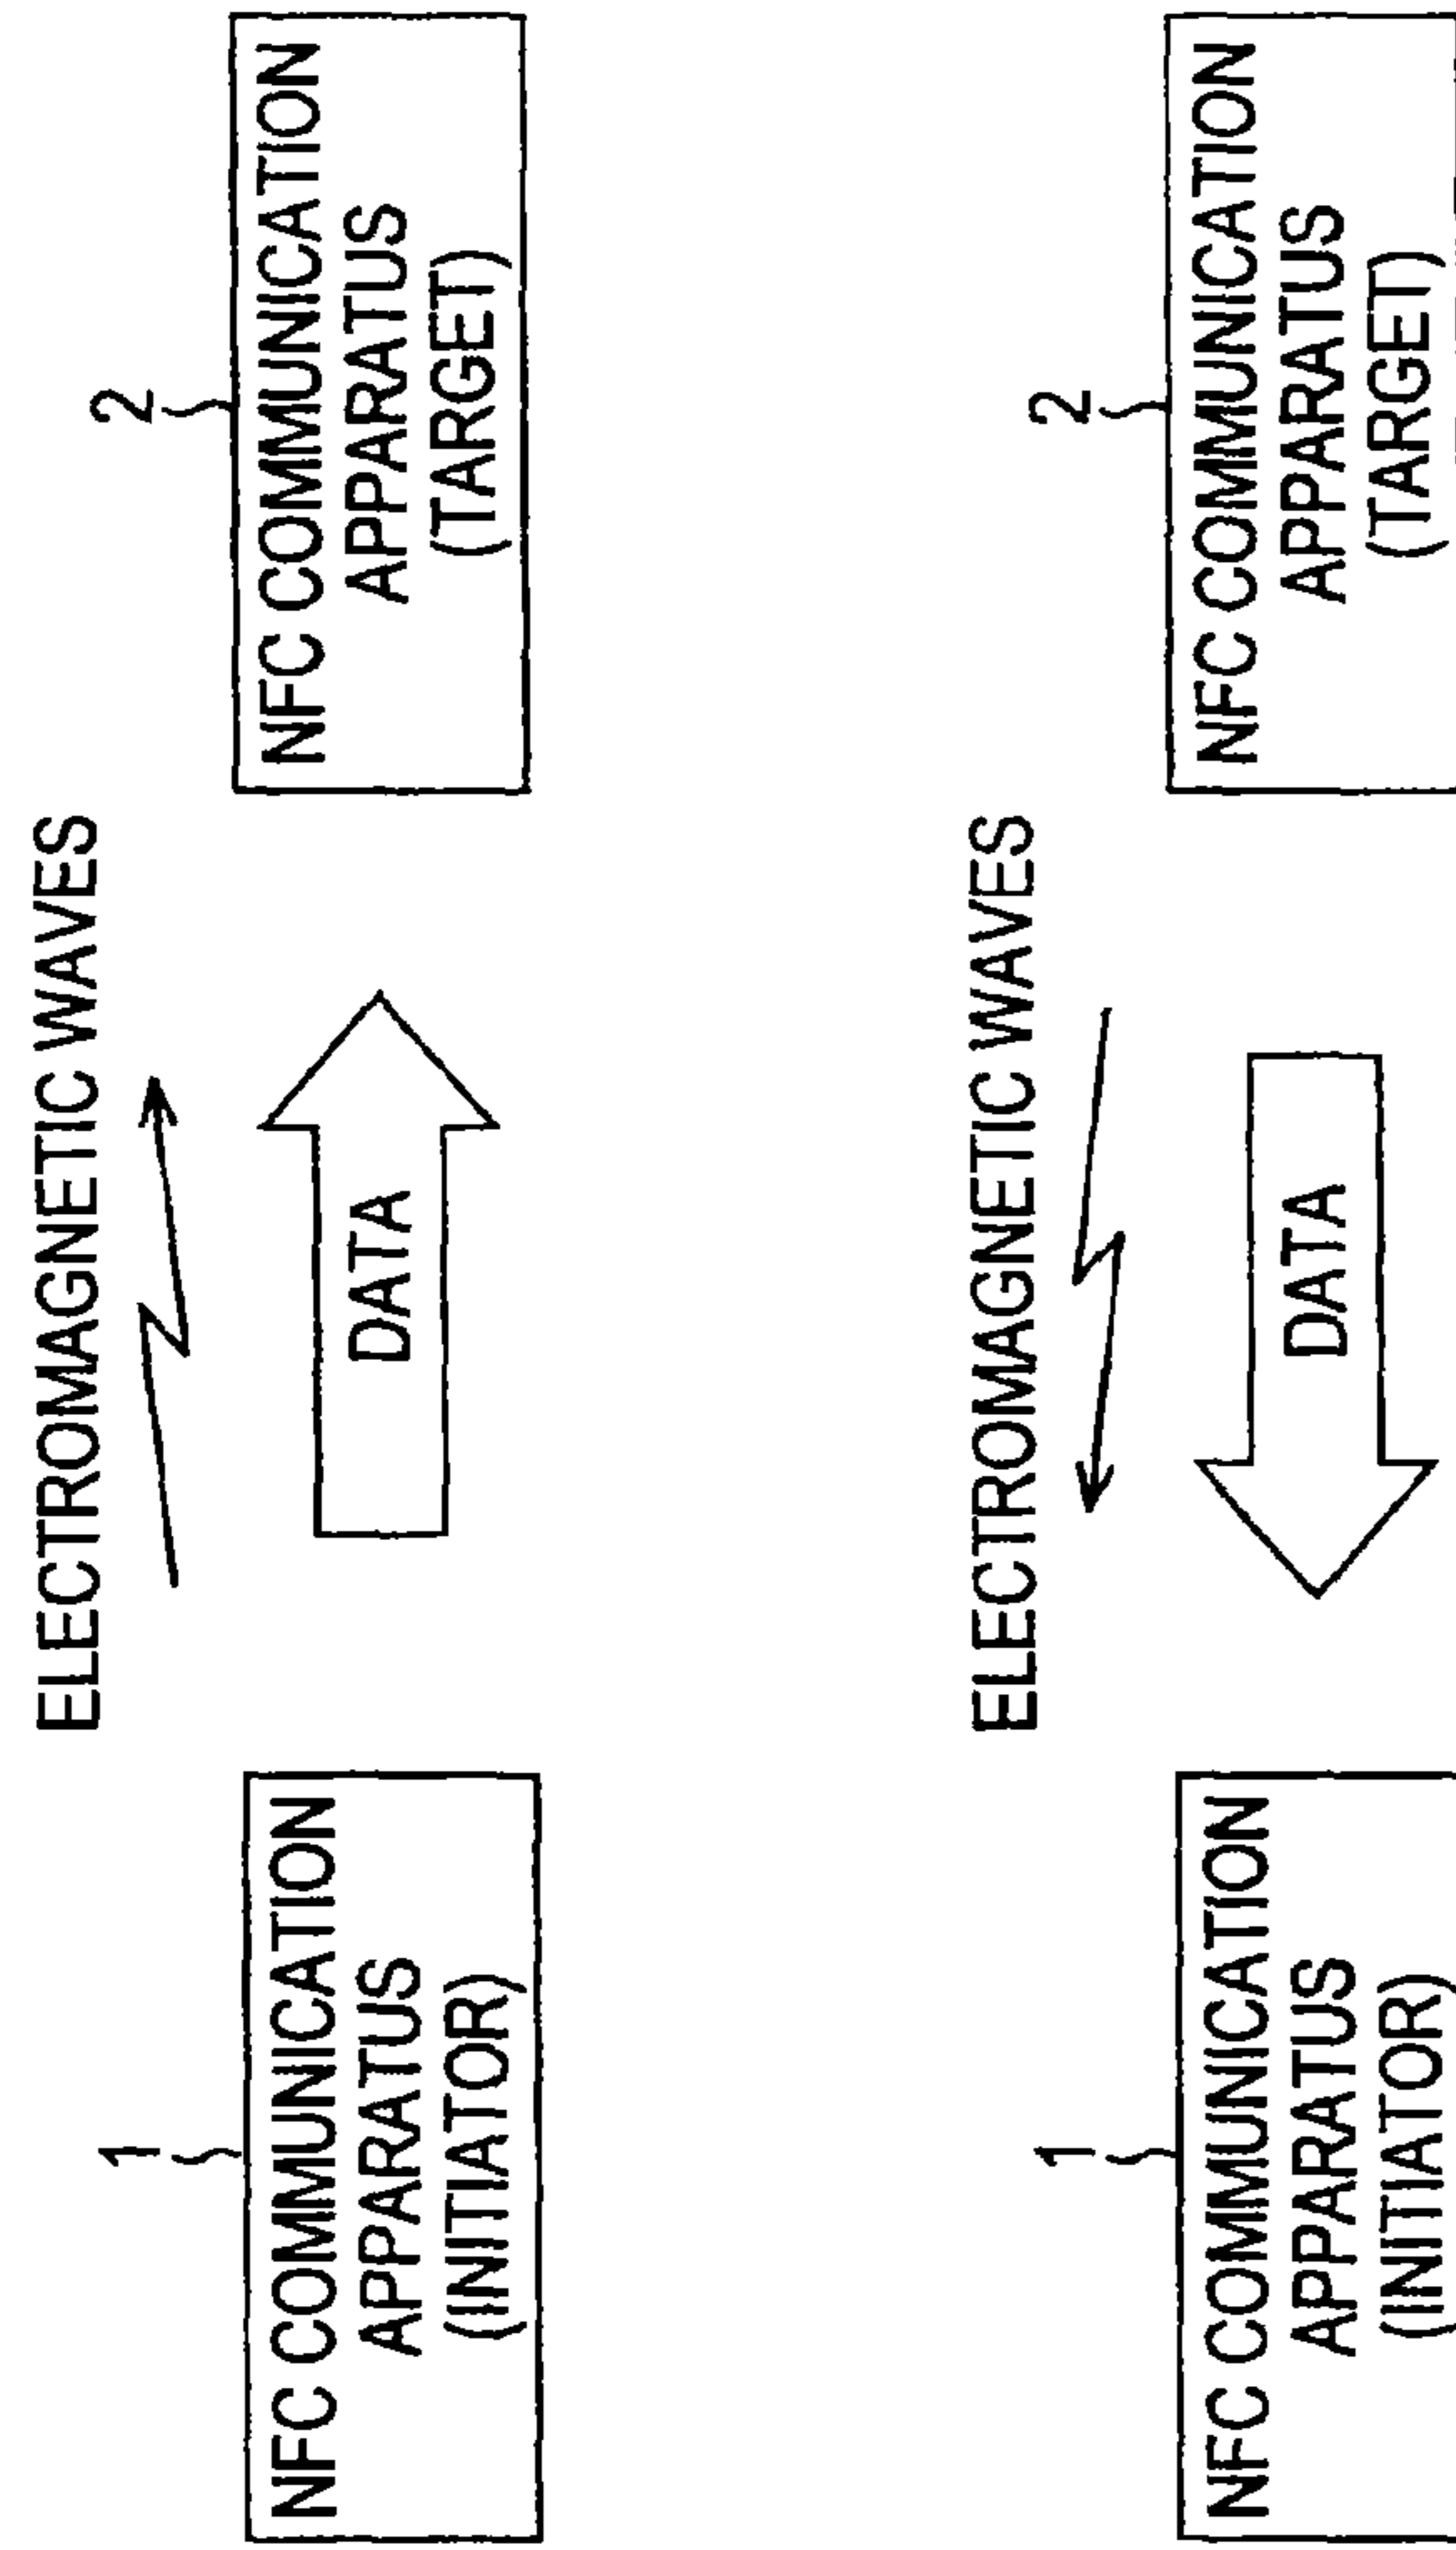 ELECTROMAGNETIC WAVES
1
2
NFC COMMUNICATION
APPARATUS
(INITIATOR)
DATA
NFC COMMUNICATION
APPARATUS
(TARGET)
ELECTROMAGNETIC WAVES
1
2
NFC COMMUNICATION
APPARATUS
(INITIATOR)
DATA
NFC COMMUNICATION
APPARATUS
(TARGET)